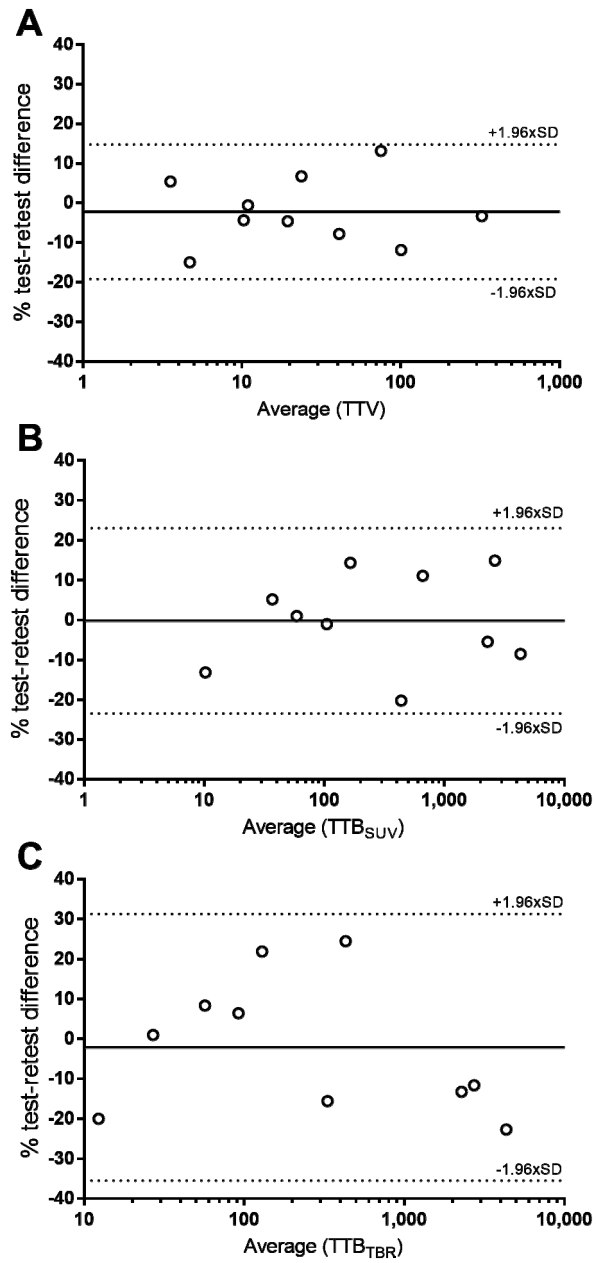 A
% test-retest difference
40
30
20
10
0
-10
-20
-30
-40
+1.96xSD
-1.96xSD
1
10
100
1,000
Average (TTV)
B
% test-retest difference
40
30
20
10
0
-10
-20
-30
-40
+1.96xSD
-1.96xSD
1
10
100
1,000
10,000
Average (TTBSUV)
C
% test-retest difference
40
30
20
10
0
-10
-20
-30
-40
+1.96xSD
-1.96xSD
10
100
1,000
10,000
Average (TTBTBR)